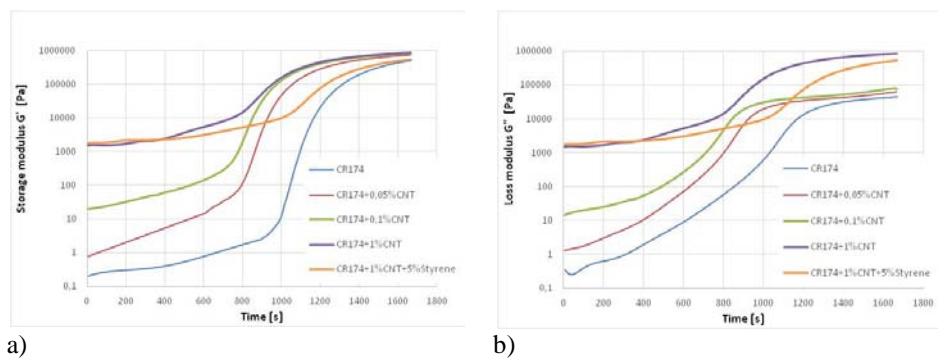 Storage modulus G' [Pa]
1000000
100000
10000
1000
100
10
1
0,1
0 200 400 600 800 1000 1200 1400 1600 1800
Time [s]
CR174
CR174+0,05%CNT
CR174+0,1%CNT
CR174+1%CNT
CR174+1%CNT+5%Styrene
a)
Loss modulus G" [Pa]
1000000
100000
10000
1000
100
10
1
0,1
0 200 400 600 800 1000 1200 1400 1600 1800
Time [s]
CR174
CR174+0,05%CNT
CR174+0,1%CNT
CR174+1%CNT
CR174+1%CNT+5%Styrene
b)